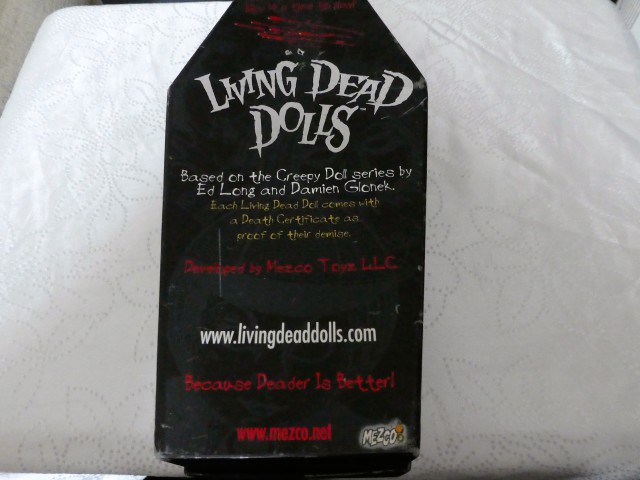 LIVING DEAD
DOLLS
Based on the Creepy Doll series by
Ed Long and Damien Glonek.
Each Living Dead Doll comes with
a Death Certificate as
proof of their demise.
Developed by Mezco Toyz LLC.
www.livingdeaddolls.com
Because Deader Is Better!
www.mezco.net
MEZCO